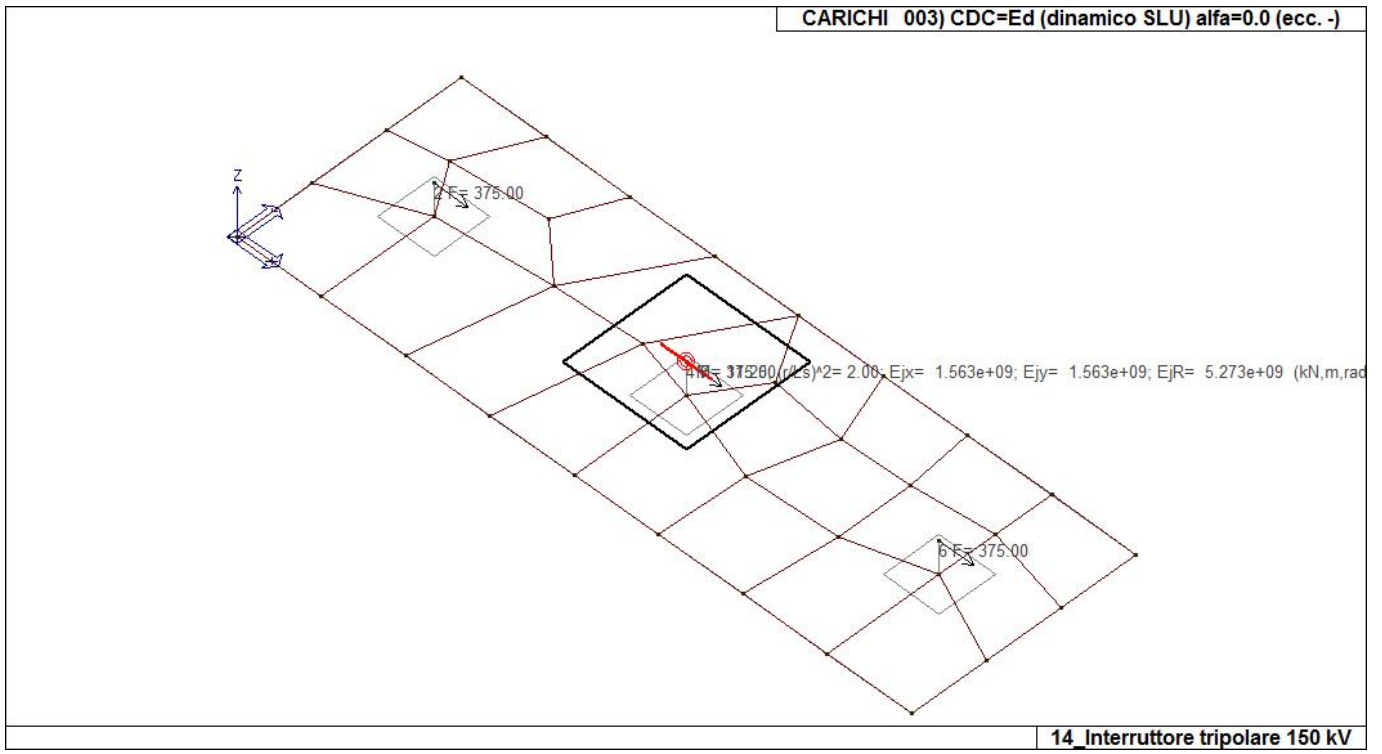 CARICHI 003) CDC=Ed (dinamico SLU) alfa=0.0 (ecc. -)
Z
2 F= 375.00
(r/Ls)^2= 2.00; Ejx= 1.563e+09; Ejy= 1.563e+09; EjR= 5.273e+09 (kN,m,rad
6 F= 375.00
14_Interruttore tripolare 150 kV